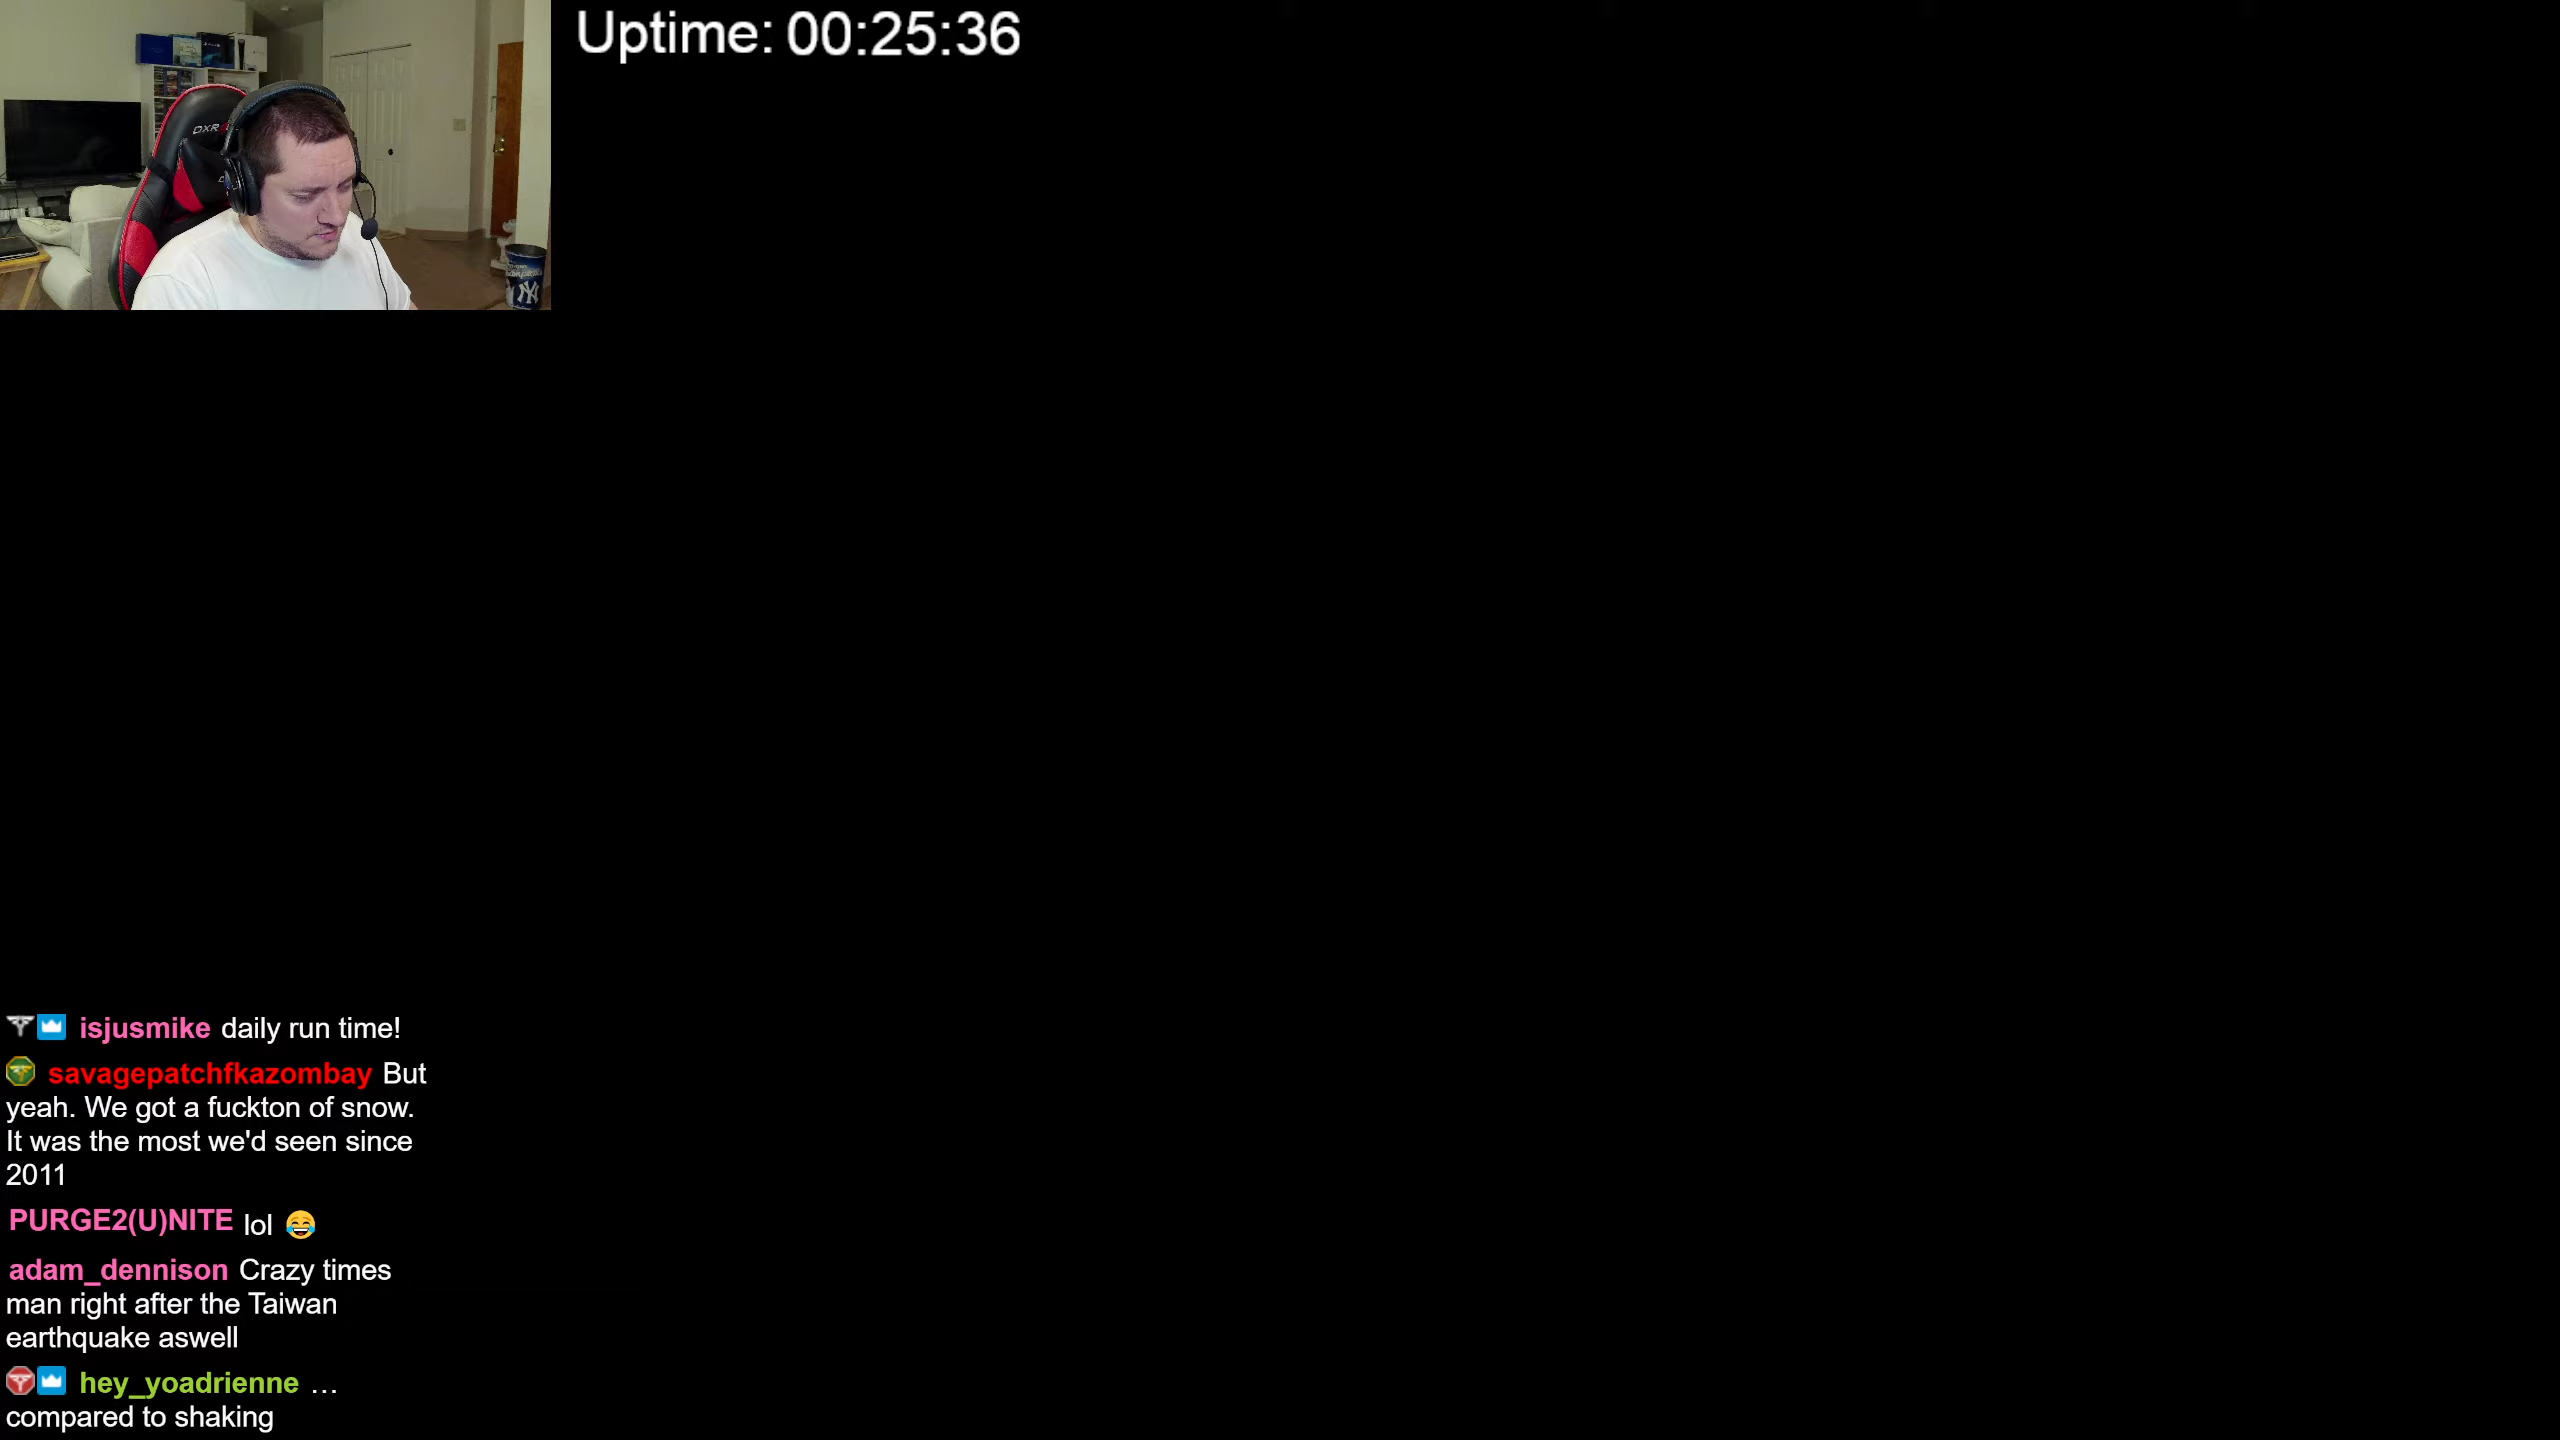 Uptime: 00:25:36
DXR
NY
isjusmike daily run time!
savagepatchfkazombay But
yeah. We got a fuckton of snow.
It was the most we'd seen since
2011
PURGE2(U)NITE lol 😂
adam_dennison Crazy times
man right after the Taiwan
earthquake aswell
hey_yoadrienne …
compared to shaking